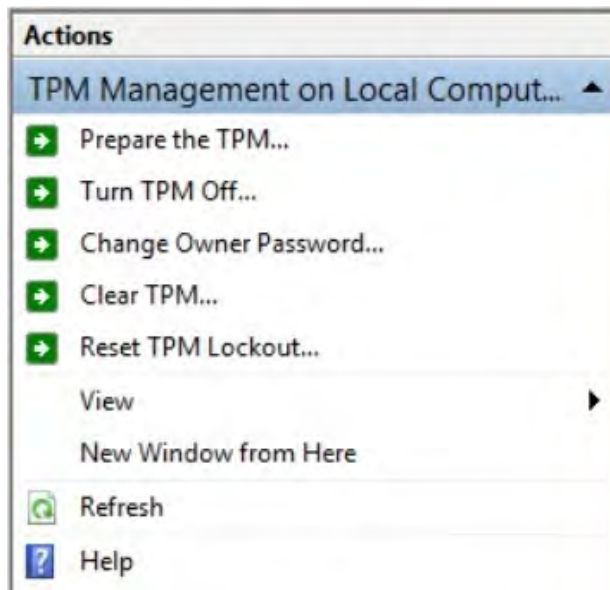 Actions
TPM Management on Local Comput...
Prepare the TPM...
Turn TPM Off...
Change Owner Password...
Clear TPM...
Reset TPM Lockout...
View
New Window from Here
Refresh
Help